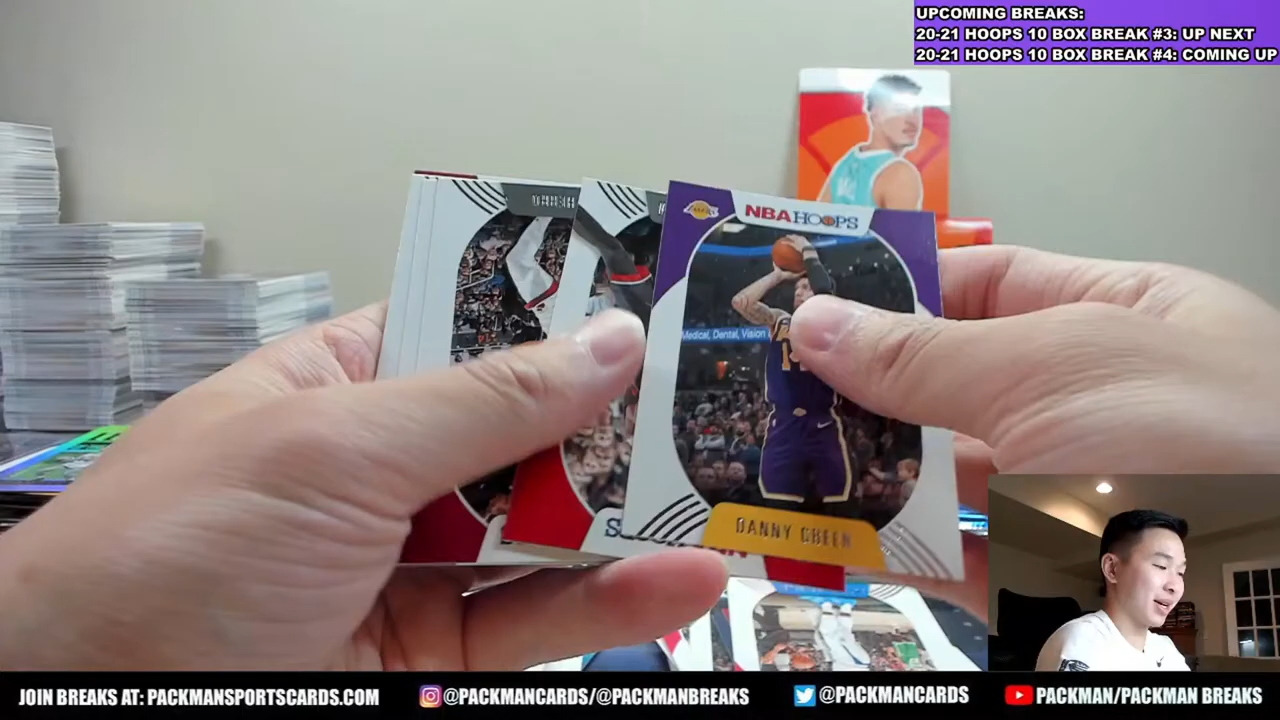 UPCOMING BREAKS:
20-21 HOOPS 10 BOX BREAK #3: UP NEXT
20-21 HOOPS 10 BOX BREAK #4: COMING UP
NBA HOOPS
Medical, Dental, Vision
DANNY GREEN
JOIN BREAKS AT: PACKMANSPORTSCARDS.COM
@PACKMANCARDS/@PACKMANBREAKS
@PACKMANCARDS
PACKMAN/PACKMAN BREAKS